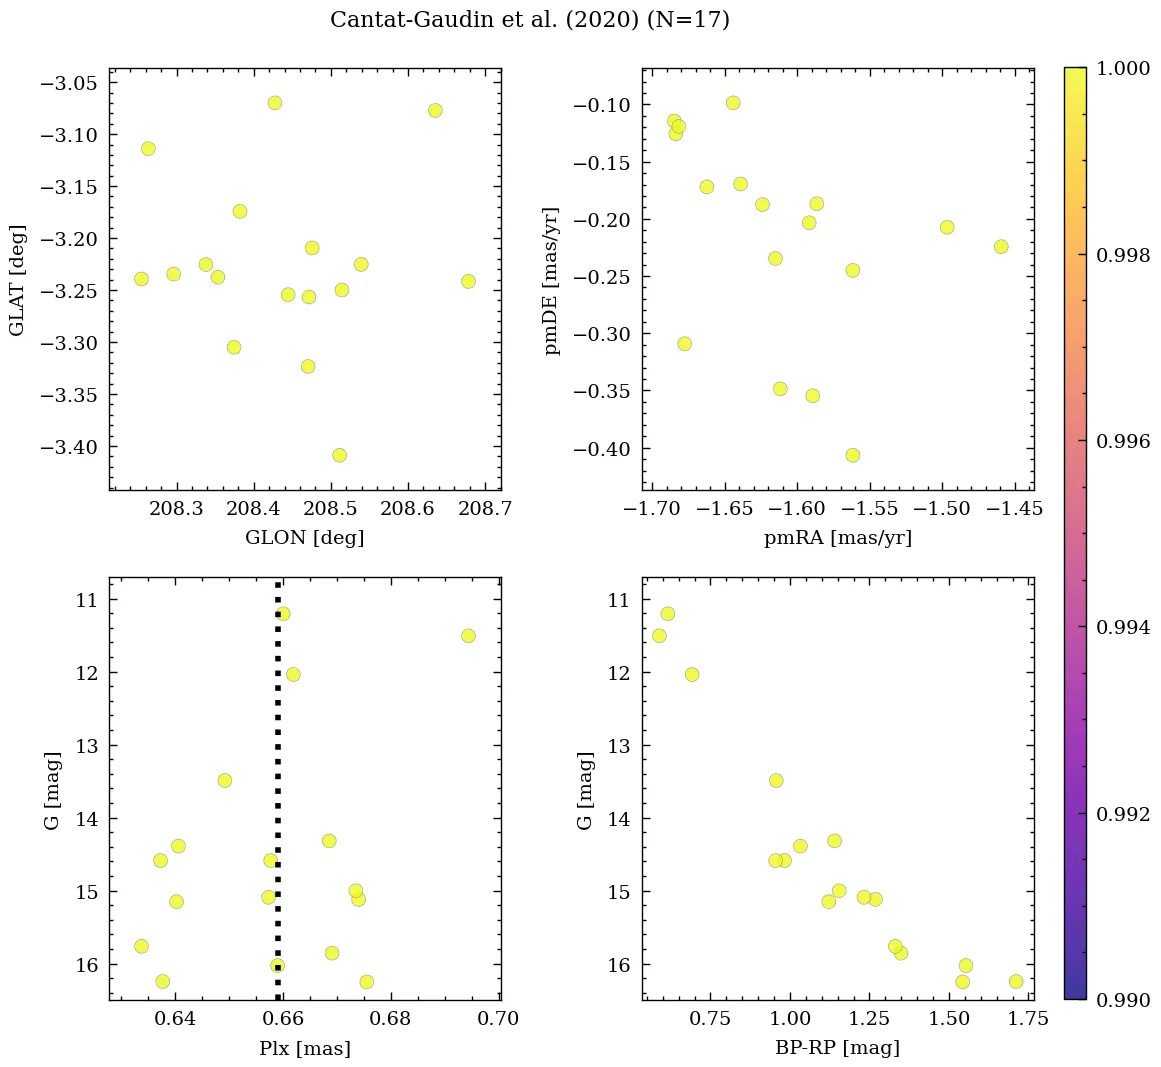 Cantat-Gaudin et al. (2020) (N=17)
−3.05
−3.10
−3.15
−3.20
−3.25
−3.30
−3.35
−3.40
GLAT [deg]
208.3 208.4 208.5 208.6 208.7
GLON [deg]
−0.10
−0.15
−0.20
−0.25
−0.30
−0.35
−0.40
pmDE [mas/yr]
−1.70 −1.65 −1.60 −1.55 −1.50 −1.45
pmRA [mas/yr]
11
12
13
14
15
16
G [mag]
0.64 0.66 0.68 0.70
Plx [mas]
11
12
13
14
15
16
G [mag]
0.75 1.00 1.25 1.50 1.75
BP-RP [mag]
1.000
0.998
0.996
0.994
0.992
0.990